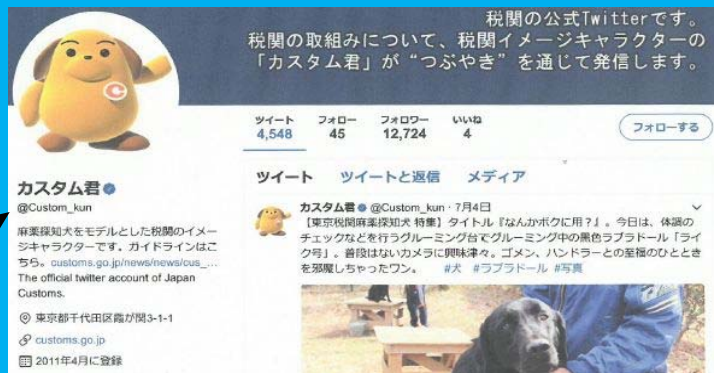 税関の公式Twitterです。
税関の取組みについて、税関イメージキャラクターの
「カスタム君」が“つぶやき”を通じて発信します。
ツイート フォロー フォロワー いいね
4,548 45 12,724 4
フォローする
カスタム君
@Custom_kun
麻薬探知犬をモデルとした税関のイメー
ジキャラクターです。ガイドラインはこ
ちら。customs.go.jp/news/news/cus_...
The official twitter account of Japan
Customs.
東京都千代田区霞が関3-1-1
customs.go.jp
2011年4月に登録
ツイート ツイートと返信 メディア
カスタム君 @Custom_kun・7月4日
【東京税関麻薬探知犬 特集】タイトル『なんかボクに用？』。今日は、体調の
チェックなどを行うグルーミング台でグルーミング中の黒色ラブラドール「ライ
ク号」。普段はないカメラに興味津々。ゴメン、ハンドラーとの至福のひととき
を邪魔しちゃったワン。 #犬 #ラブラドール #写真